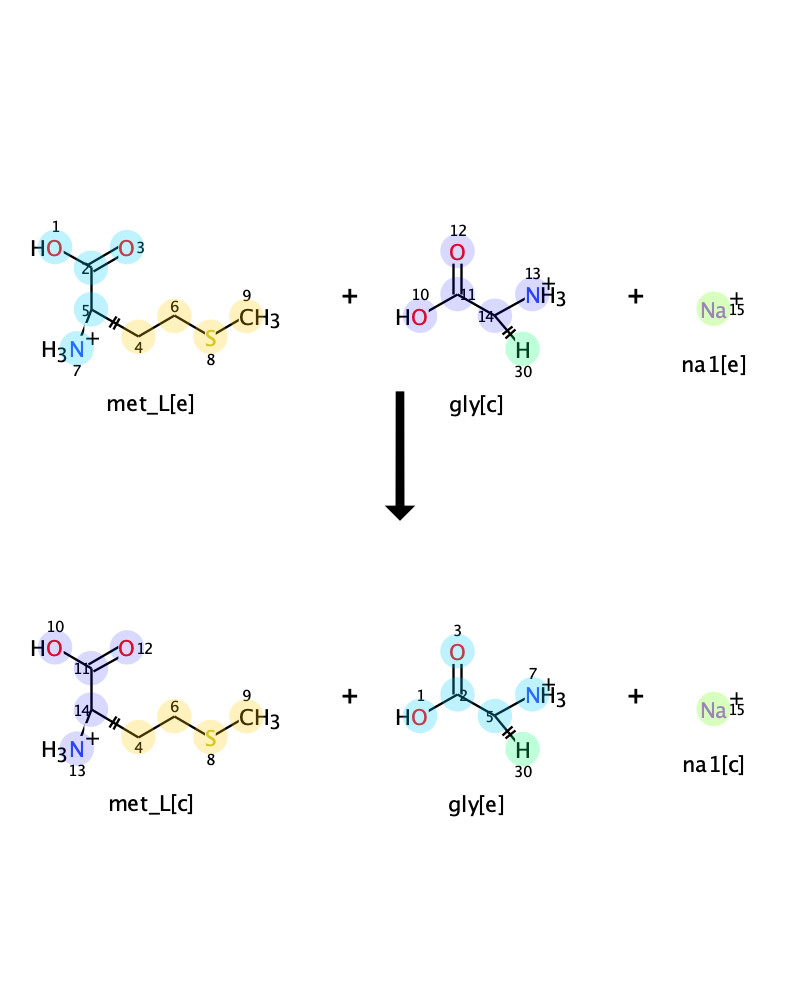 1
HO O 3
2
5
6
9
CH3
4
S
8
H3N +
7
met_L[e]
+
12
O
10
HO
11
13
NH3 +
14
H
30
gly[c]
+
Na + 15
na1[e]
10
HO O 12
11
14
6
9
CH3
4
S
8
H3N +
13
met_L[c]
+
3
O
1
HO
2
7
NH3 +
5
H
30
gly[e]
+
Na + 15
na1[c]